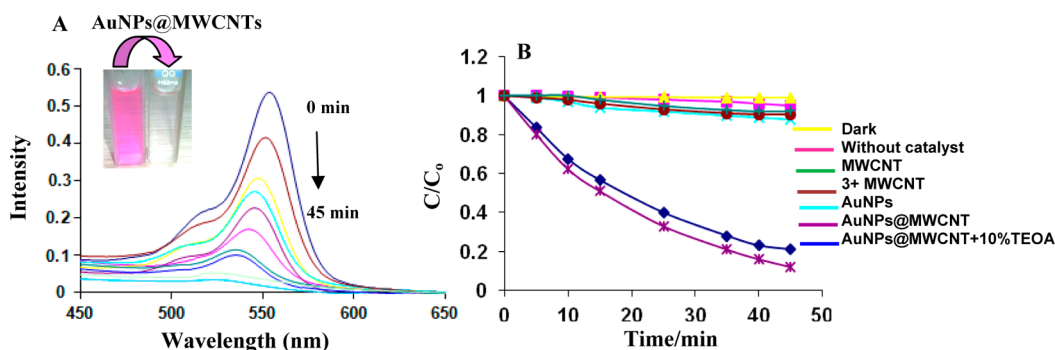 A
AuNPs@MWCNTs
0.6
0.5
0.4
0.3
0.2
0.1
0
450
500
550
600
650
Intensity
Wavelength (nm)
0 min
45 min
QG
Hellma
B
1.2
1
0.8
0.6
0.4
0.2
0
0
10
20
30
40
50
C/Co
Time/min
Dark
Without catalyst
MWCNT
3+ MWCNT
AuNPs
AuNPs@MWCNT
AuNPs@MWCNT+10%TEOA